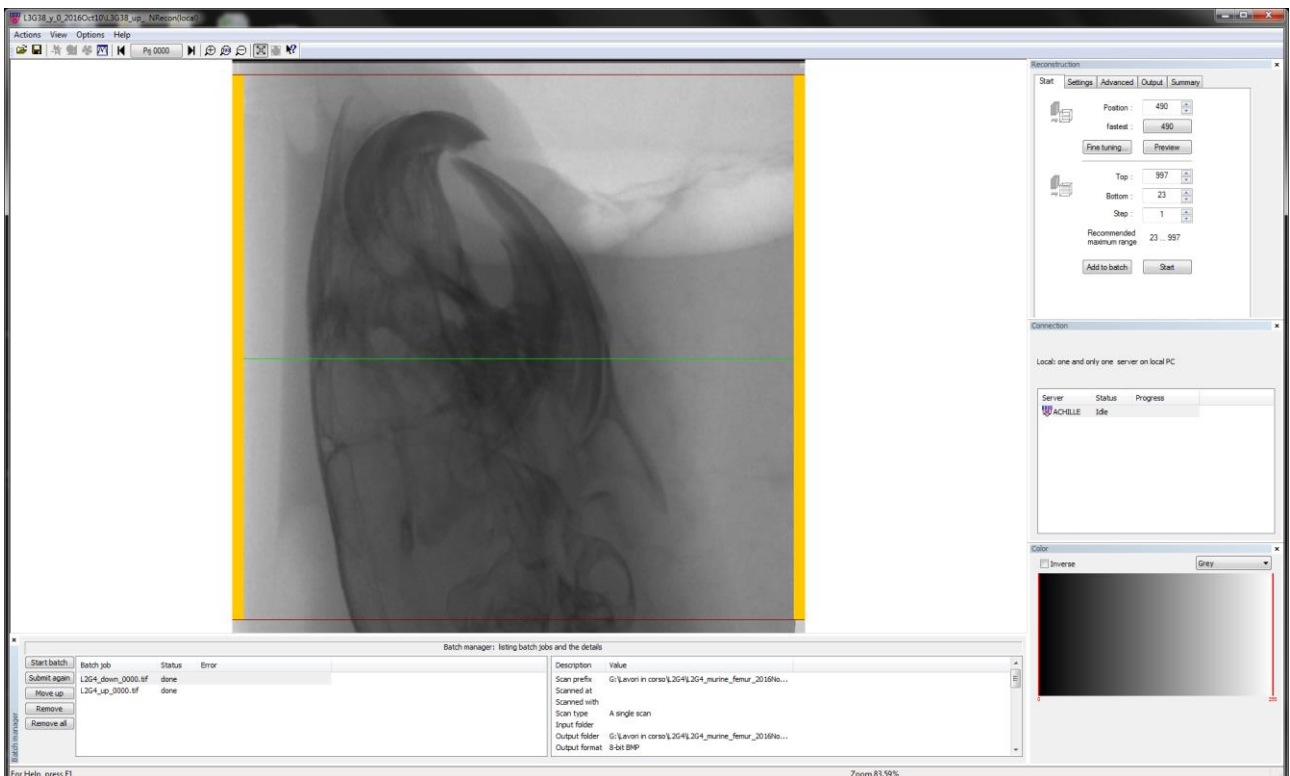 L3G38_y_0_2016Oct10\L3G38_up_ NRecon(local)
Actions View Options Help
Pg 0000
Reconstruction
Start Settings Advanced Output Summary
Position : 490
fastest : 490
Fine tuning... Preview
Top : 997
Bottom : 23
Step : 1
Recommended
maximum range 23 ... 997
Add to batch Start
Connection
Local: one and only one server on local PC
Server Status Progress
ACHILLE Idle
Color
Inverse Grey
Batch manager: listing batch jobs and the details
Batch manager
Start batch
Submit again
Move up
Remove
Remove all
Batch job Status Error
L2G4_down_0000.tif done
L2G4_up_0000.tif done
Description Value
Scan prefix G:\Lavori in corso\L2G4\L2G4_murine_femur_2016No...
Scanned at
Scanned with
Scan type A single scan
Input folder
Output folder G:\Lavori in corso\L2G4\L2G4_murine_femur_2016No...
Output format 8-bit BMP
For Help, press F1
Zoom 83.59%